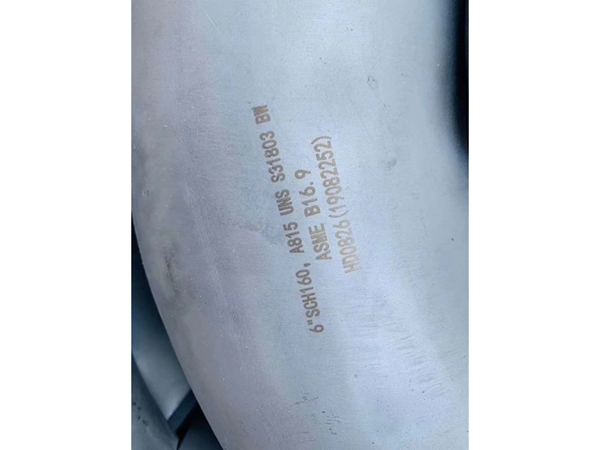 6"SCH160, A815 UNS S31803 BW
ASME B16.9
HD0826(19082252)